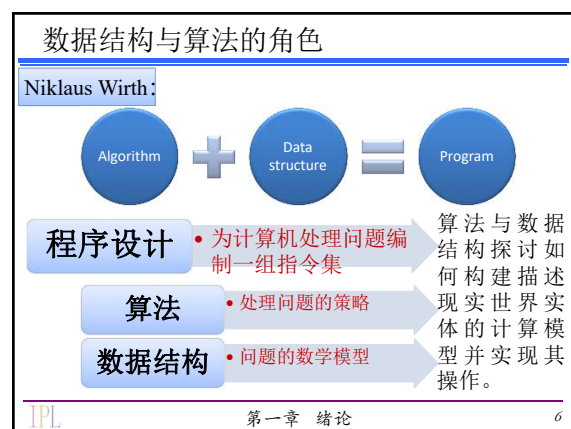 数据结构与算法的角色
Niklaus Wirth:
Algorithm
Data
structure
Program
程序设计
• 为计算机处理问题编
制一组指令集
算法
• 处理问题的策略
数据结构
• 问题的数学模型
算法与数据
结构探讨如
何构建描述
现实世界实
体的计算模
型并实现其
操作。
IPL
第一章 绪论
6